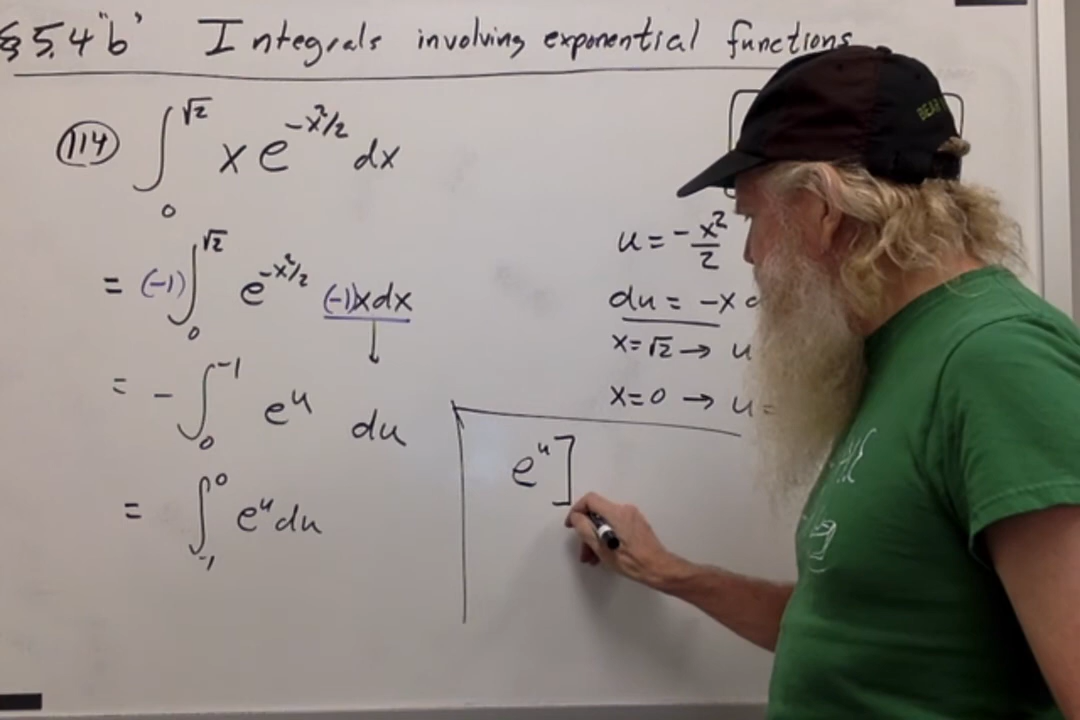 §5.4 "b" Integrals involving exponential functions
114 ∫₀^√2 x e^(-x²/2) dx
= (-1) ∫₀^√2 e^(-x²/2) (-1)x dx
= - ∫₀^-1 e^u du
= ∫₋₁^0 e^u du
u = -x²/2
du = -x
x = √2 → u
x = 0 → u =
e^u ]
BEAR